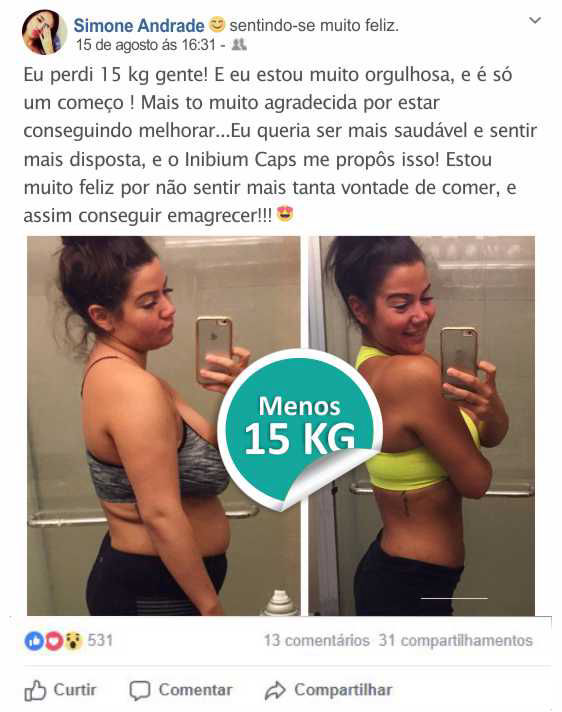 Simone Andrade 😊 sentindo-se muito feliz.
15 de agosto ás 16:31 -
Eu perdi 15 kg gente! E eu estou muito orgulhosa, e é só
um começo ! Mais to muito agradecida por estar
conseguindo melhorar...Eu queria ser mais saudável e sentir
mais disposta, e o Inibium Caps me propôs isso! Estou
muito feliz por não sentir mais tanta vontade de comer, e
assim conseguir emagrecer!!! 😍
Menos
15 KG
531
13 comentários 31 compartilhamentos
Curtir Comentar Compartilhar